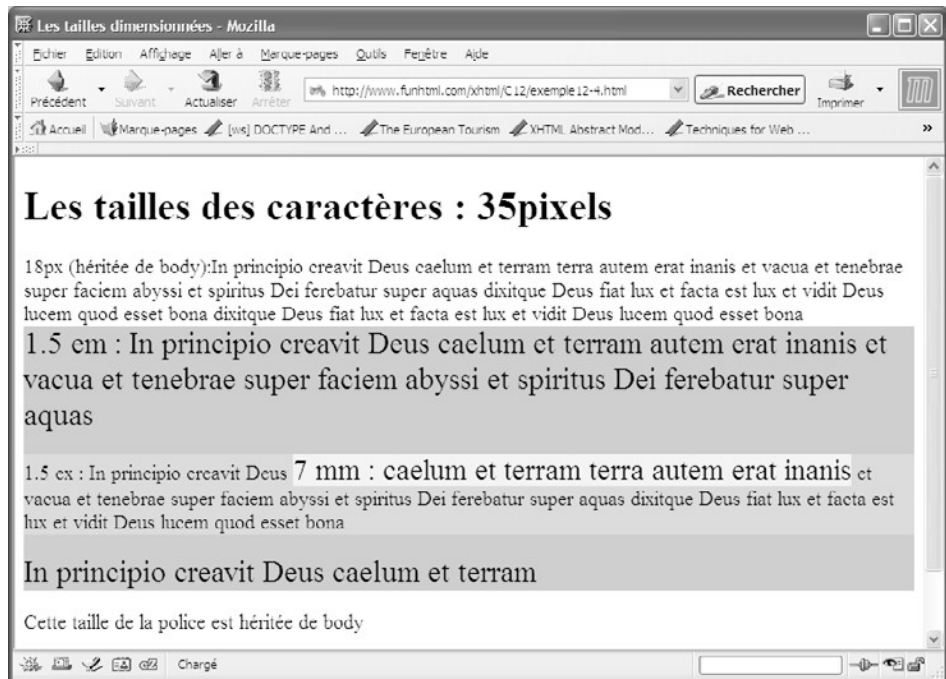 Les tailles dimensionnées - Mozilla
Fichier Edition Affichage Aller à Marque-pages Outils Fenêtre Aide
Précédent Suivant Actualiser Arrêter http://www.funhtml.com/xhtml/C12/exemple12-4.html Rechercher Imprimer
Accueil Marque-pages [ws] DOCTYPE And ... The European Tourism XHTML Abstract Mod... Techniques for Web ...
Les tailles des caractères : 35pixels
18px (héritée de body):In principio creavit Deus caelum et terram terra autem erat inanis et vacua et tenebrae
super faciem abyssi et spiritus Dei ferebatur super aquas dixitque Deus fiat lux et facta est lux et vidit Deus
lucem quod esset bona dixitque Deus fiat lux et facta est lux et vidit Deus lucem quod esset bona
1.5 em : In principio creavit Deus caelum et terram autem erat inanis et
vacua et tenebrae super faciem abyssi et spiritus Dei ferebatur super
aquas
1.5 ex : In principio creavit Deus 7 mm : caelum et terram terra autem erat inanis et
vacua et tenebrae super faciem abyssi et spiritus Dei ferebatur super aquas dixitque Deus fiat lux et facta est
lux et vidit Deus lucem quod esset bona
In principio creavit Deus caelum et terram
Cette taille de la police est héritée de body
Chargé